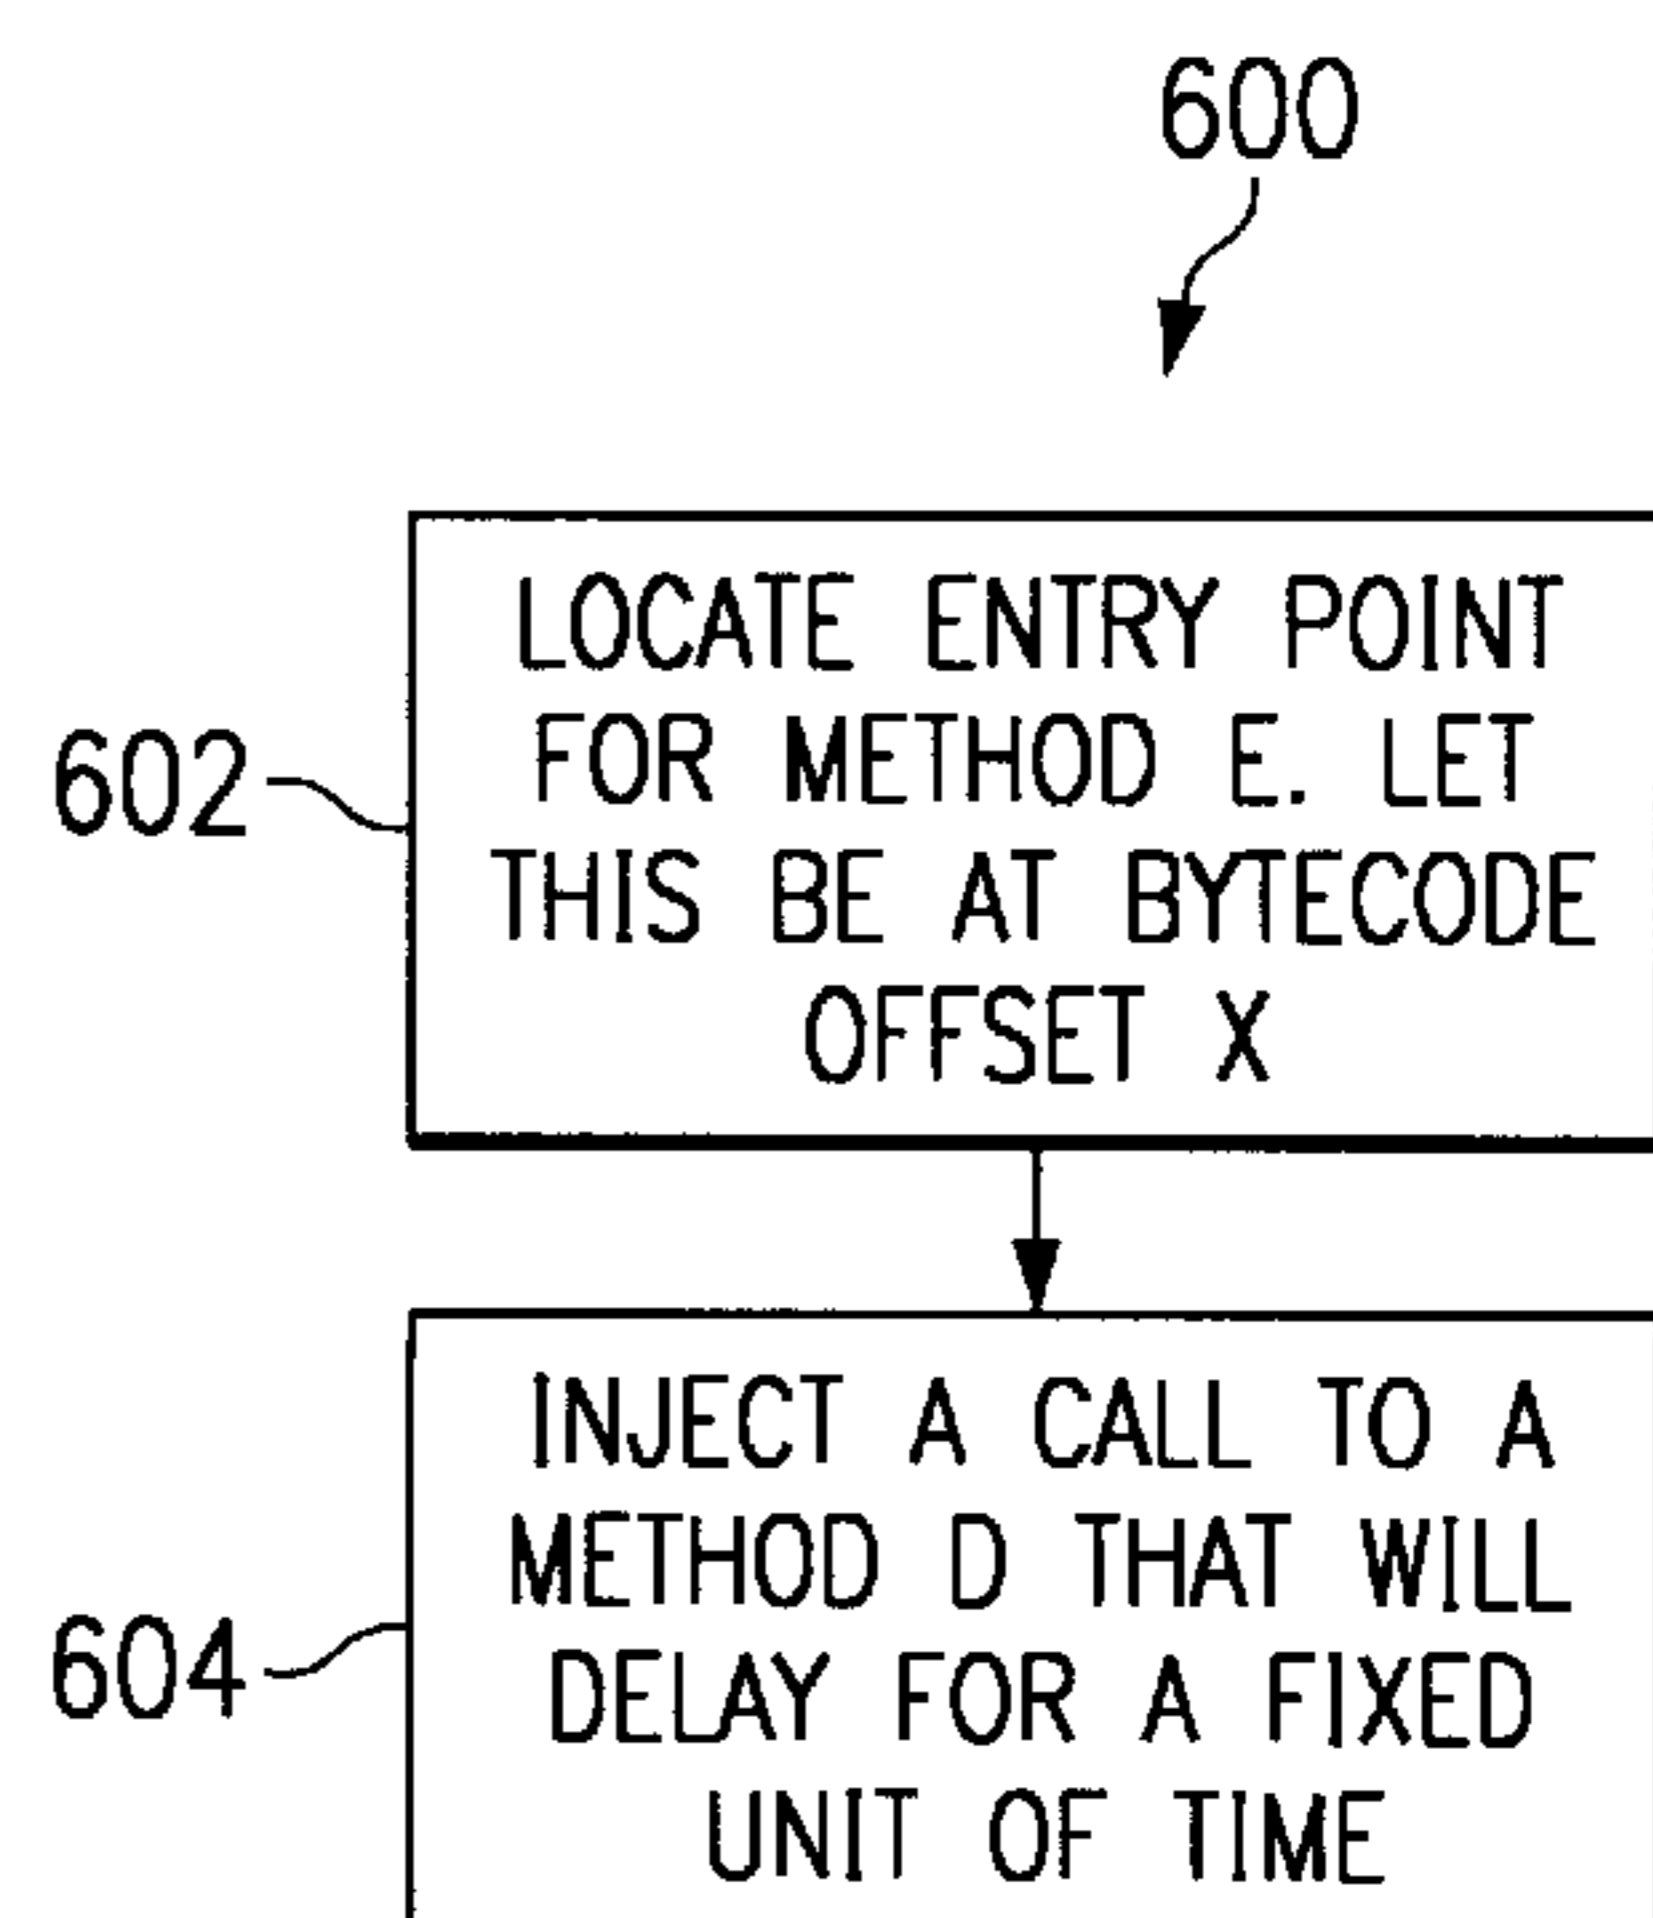 600
602
LOCATE ENTRY POINT
FOR METHOD E. LET
THIS BE AT BYTECODE
OFFSET X
604
INJECT A CALL TO A
METHOD D THAT WILL
DELAY FOR A FIXED
UNIT OF TIME